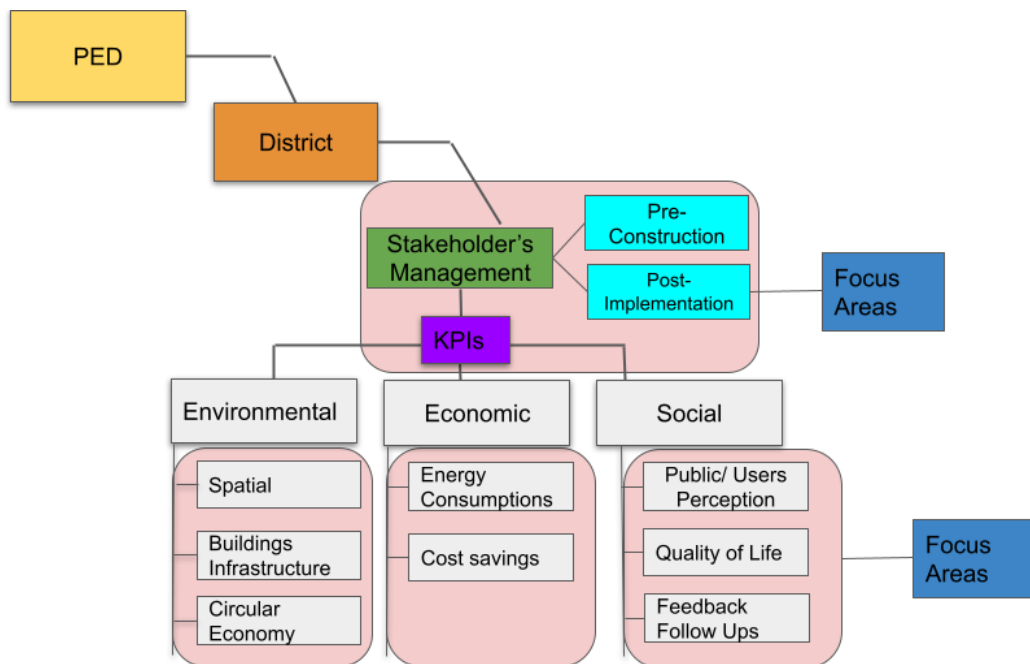 PED
District
Stakeholder's
Management
Pre-
Construction
Post-
Implementation
Focus
Areas
KPIs
Environmental
Economic
Social
Spatial
Buildings
Infrastructure
Circular
Economy
Energy
Consumptions
Cost savings
Public/ Users
Perception
Quality of Life
Feedback
Follow Ups
Focus
Areas